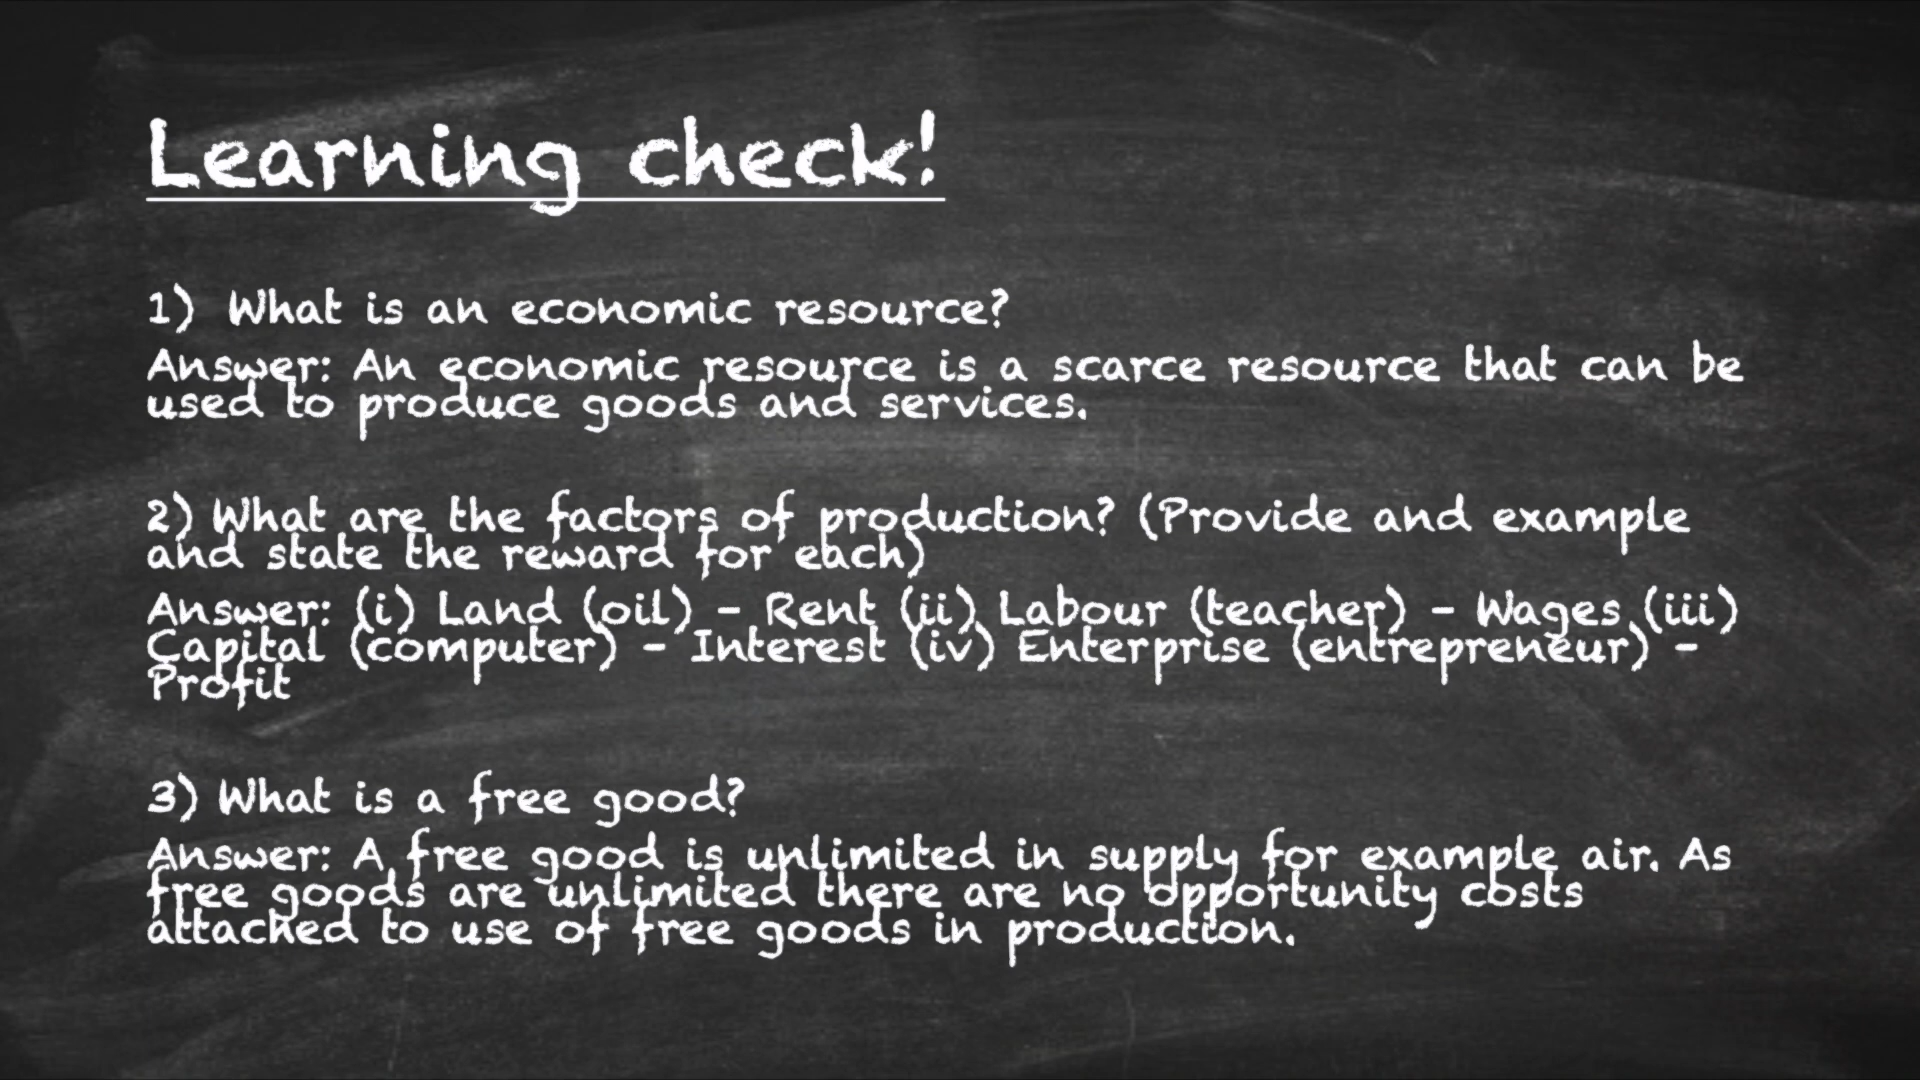 Learning check!
1) What is an economic resource?
Answer: An economic resource is a scarce resource that can be
used to produce goods and services.
2) What are the factors of production? (Provide and example
and state the reward for each)
Answer: (i) Land (oil) - Rent (ii) Labour (teacher) - Wages (iii)
Capital (computer) - Interest (iv) Enterprise (entrepreneur) -
Profit
3) What is a free good?
Answer: A free good is unlimited in supply for example air. As
free goods are unlimited there are no opportunity costs
attached to use of free goods in production.